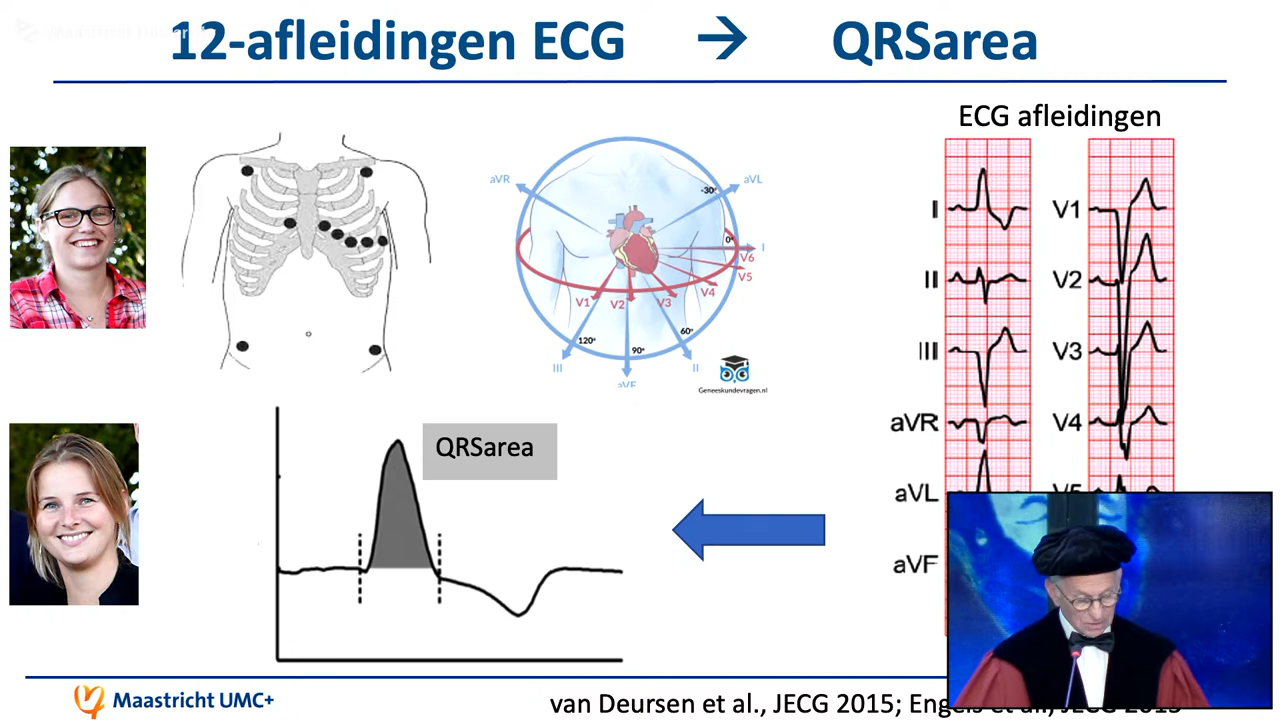 12-afleidingen ECG → QRSarea
ECG afleidingen
aVR
aVL
-30°
0°
I
V6
V5
V4
V3
V2
V1
60°
120°
90°
III
II
aVF
Geneeskundevragen.nl
I
II
III
aVR
aVL
aVF
V1
V2
V3
V4
V5
QRSarea
Maastricht UMC+
van Deursen et al., JECG 2015; Engels et al., JECG 2015